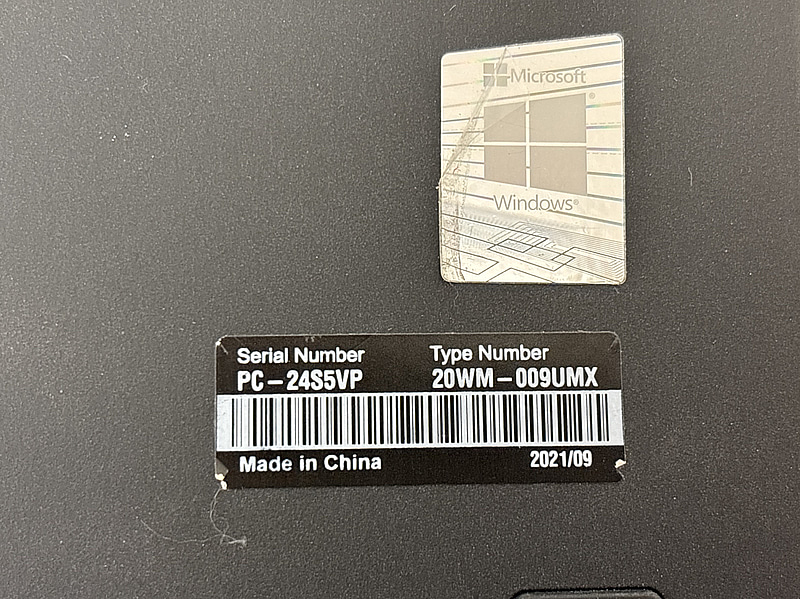 Microsoft
Windows®
Serial Number Type Number
PC-24S5VP 20WM-009UMX
Made in China 2021/09